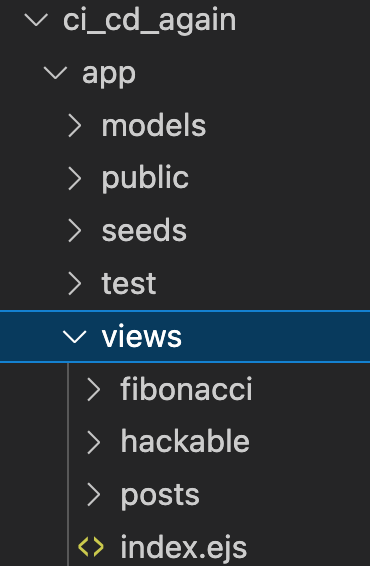 ci_cd_again
app
models
public
seeds
test
views
fibonacci
hackable
posts
index.ejs